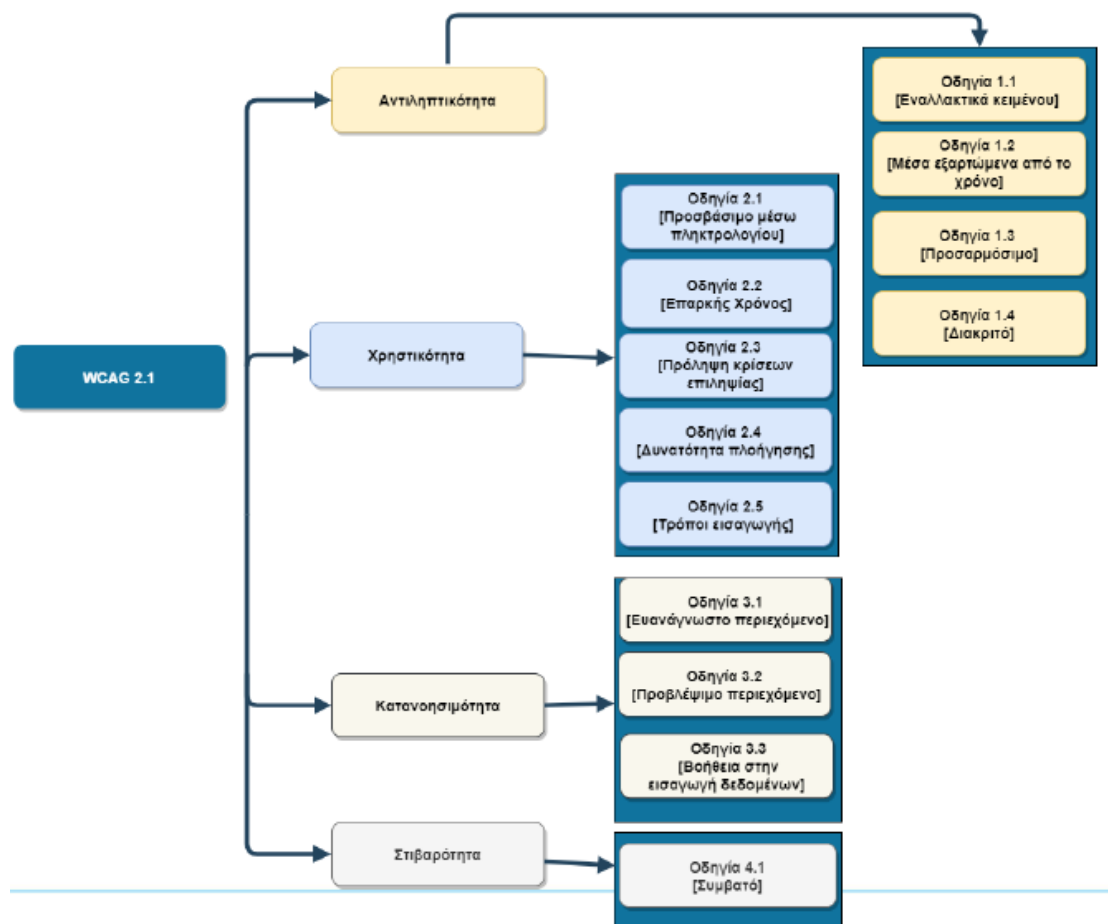 WCAG 2.1
Αντιληπτικότητα
Οδηγία 1.1
[Εναλλακτικά κειμένου]
Οδηγία 1.2
[Μέσα εξαρτώμενα από το
χρόνο]
Οδηγία 1.3
[Προσαρμόσιμο]
Οδηγία 1.4
[Διακριτό]
Χρηστικότητα
Οδηγία 2.1
[Προσβάσιμο μέσω
πληκτρολογίου]
Οδηγία 2.2
[Επαρκής Χρόνος]
Οδηγία 2.3
[Πρόληψη κρίσεων
επιληψίας]
Οδηγία 2.4
[Δυνατότητα πλοήγησης]
Οδηγία 2.5
[Τρόποι εισαγωγής]
Κατανοησιμότητα
Οδηγία 3.1
[Ευανάγνωστο περιεχόμενο]
Οδηγία 3.2
[Προβλέψιμο περιεχόμενο]
Οδηγία 3.3
[Βοήθεια στην
εισαγωγή δεδομένων]
Στιβαρότητα
Οδηγία 4.1
[Συμβατό]